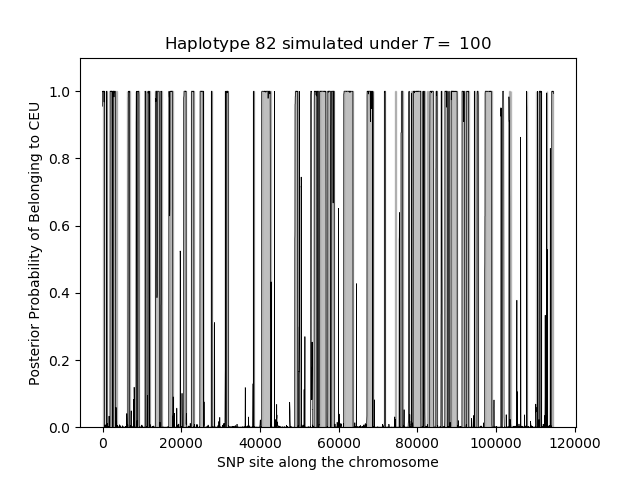 Haplotype 82 simulated under T = 100
Posterior Probability of Belonging to CEU
1.0
0.8
0.6
0.4
0.2
0.0
0 20000 40000 60000 80000 100000 120000
SNP site along the chromosome